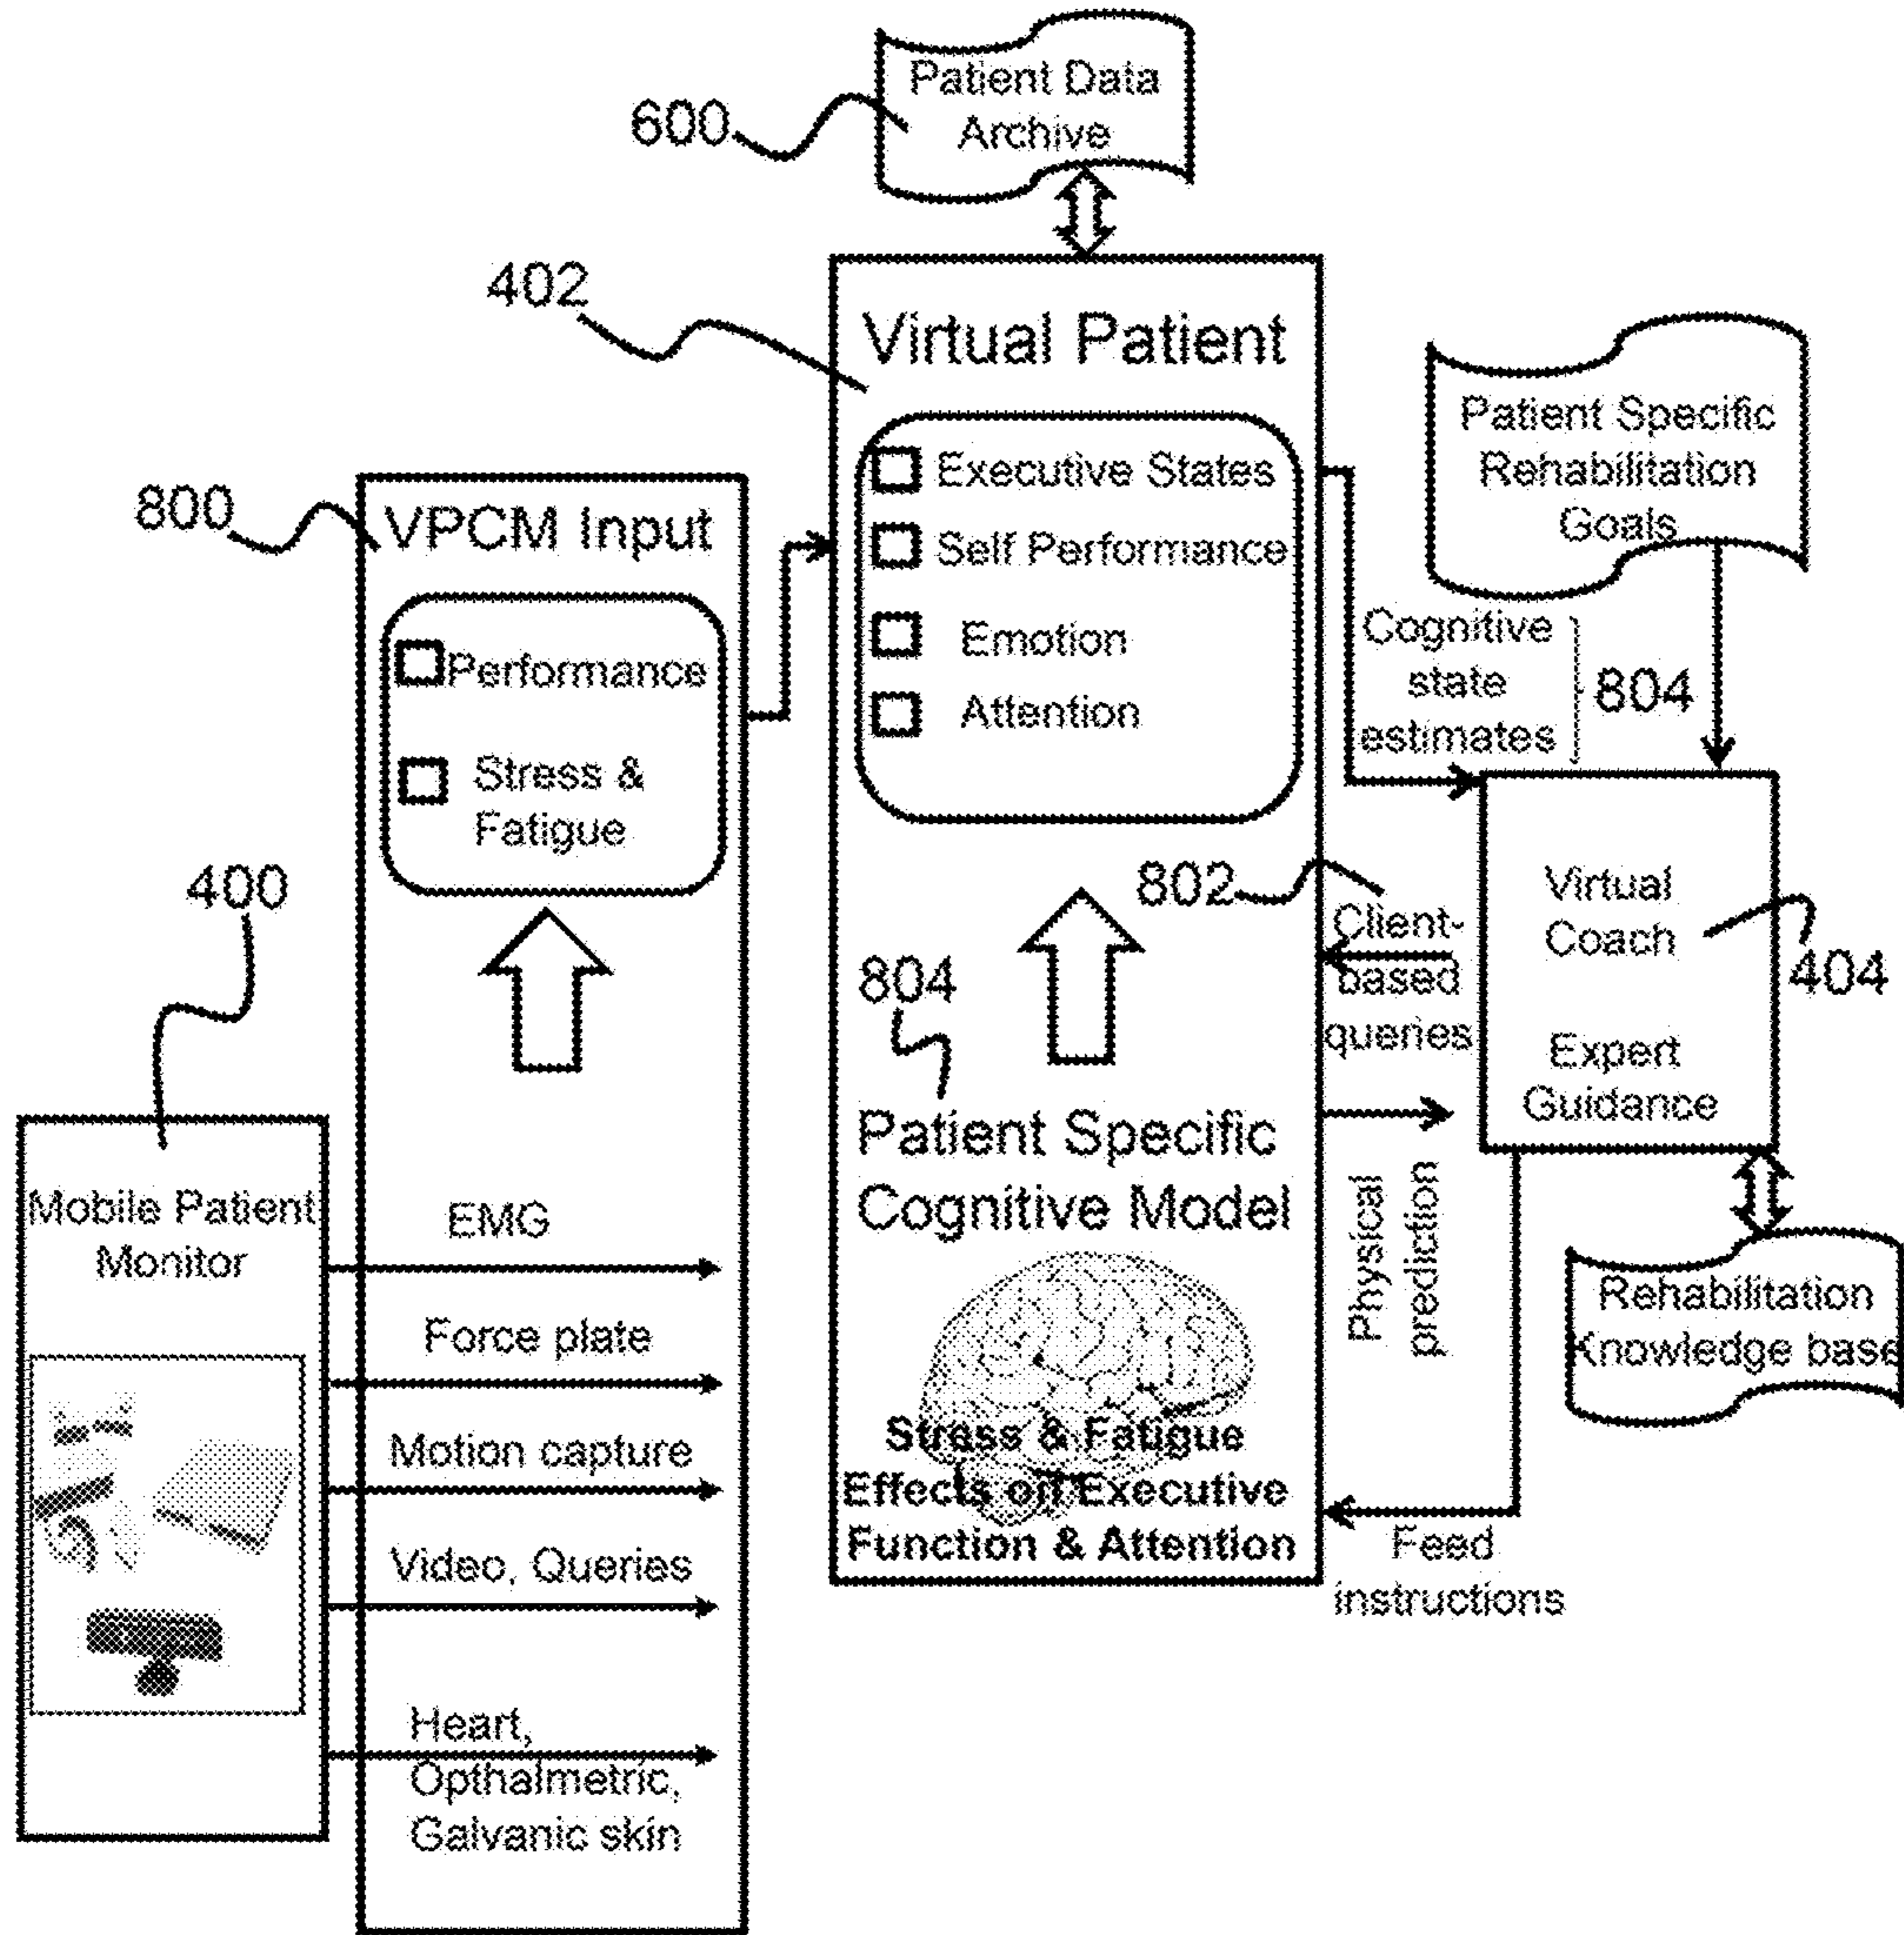 Patient Data
Archive
600
402
Virtual Patient
Executive States
Self Performance
Emotion
Attention
Patient Specific
Rehabilitation
Goals
800
VPCM Input
Performance
Stress &
Fatigue
Cognitive
state
estimates
804
400
802
Client-
based
queries
Virtual
Coach
Expert
Guidance
404
804
Patient Specific
Cognitive Model
Stress & Fatigue
Effects on Executive
Function & Attention
Physical
prediction
Rehabilitation
Knowledge base
Feed
instructions
Mobile Patient
Monitor
EMG
Force plate
Motion capture
Video, Queries
Heart,
Opthalmetric,
Galvanic skin